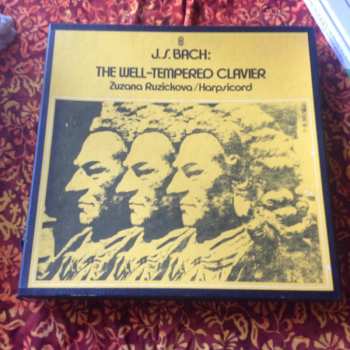 J.S. BACH:
THE WELL-TEMPERED CLAVIER
Zuzana Ruzickova/Harpsicord